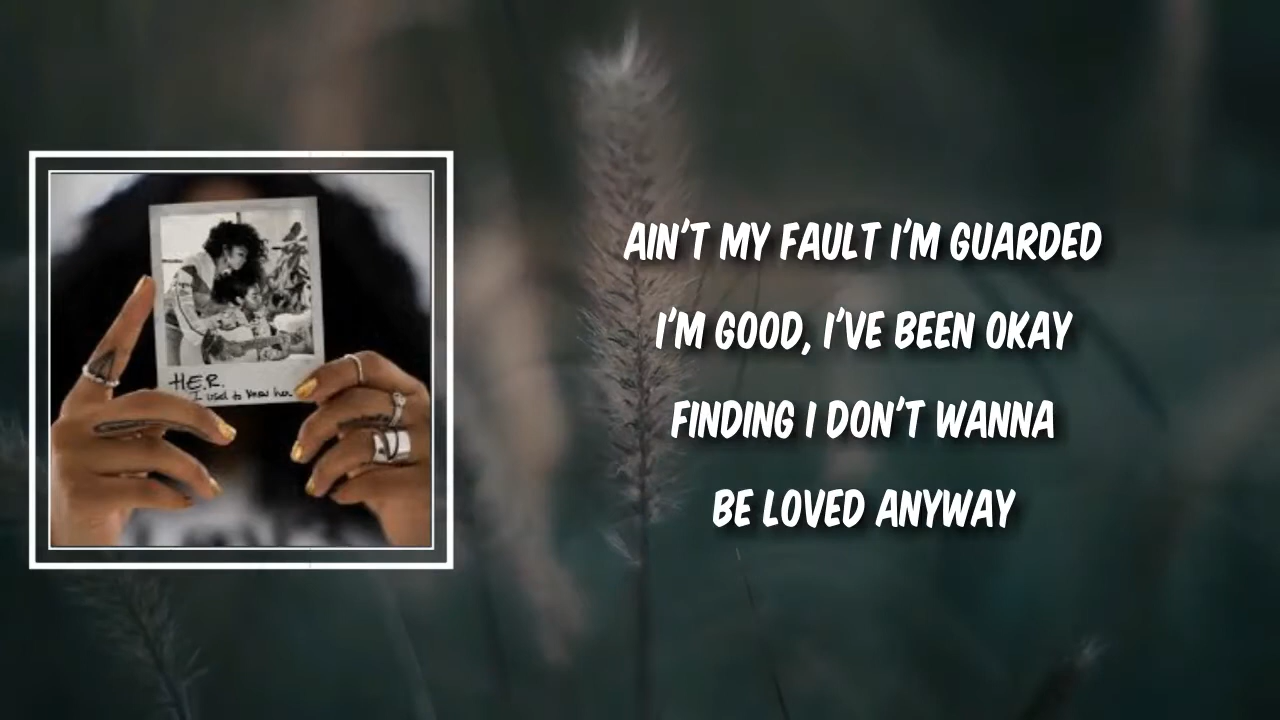 H.E.R.
I used to know her
AIN'T MY FAULT I'M GUARDED
I'M GOOD, I'VE BEEN OKAY
FINDING I DON'T WANNA
BE LOVED ANYWAY